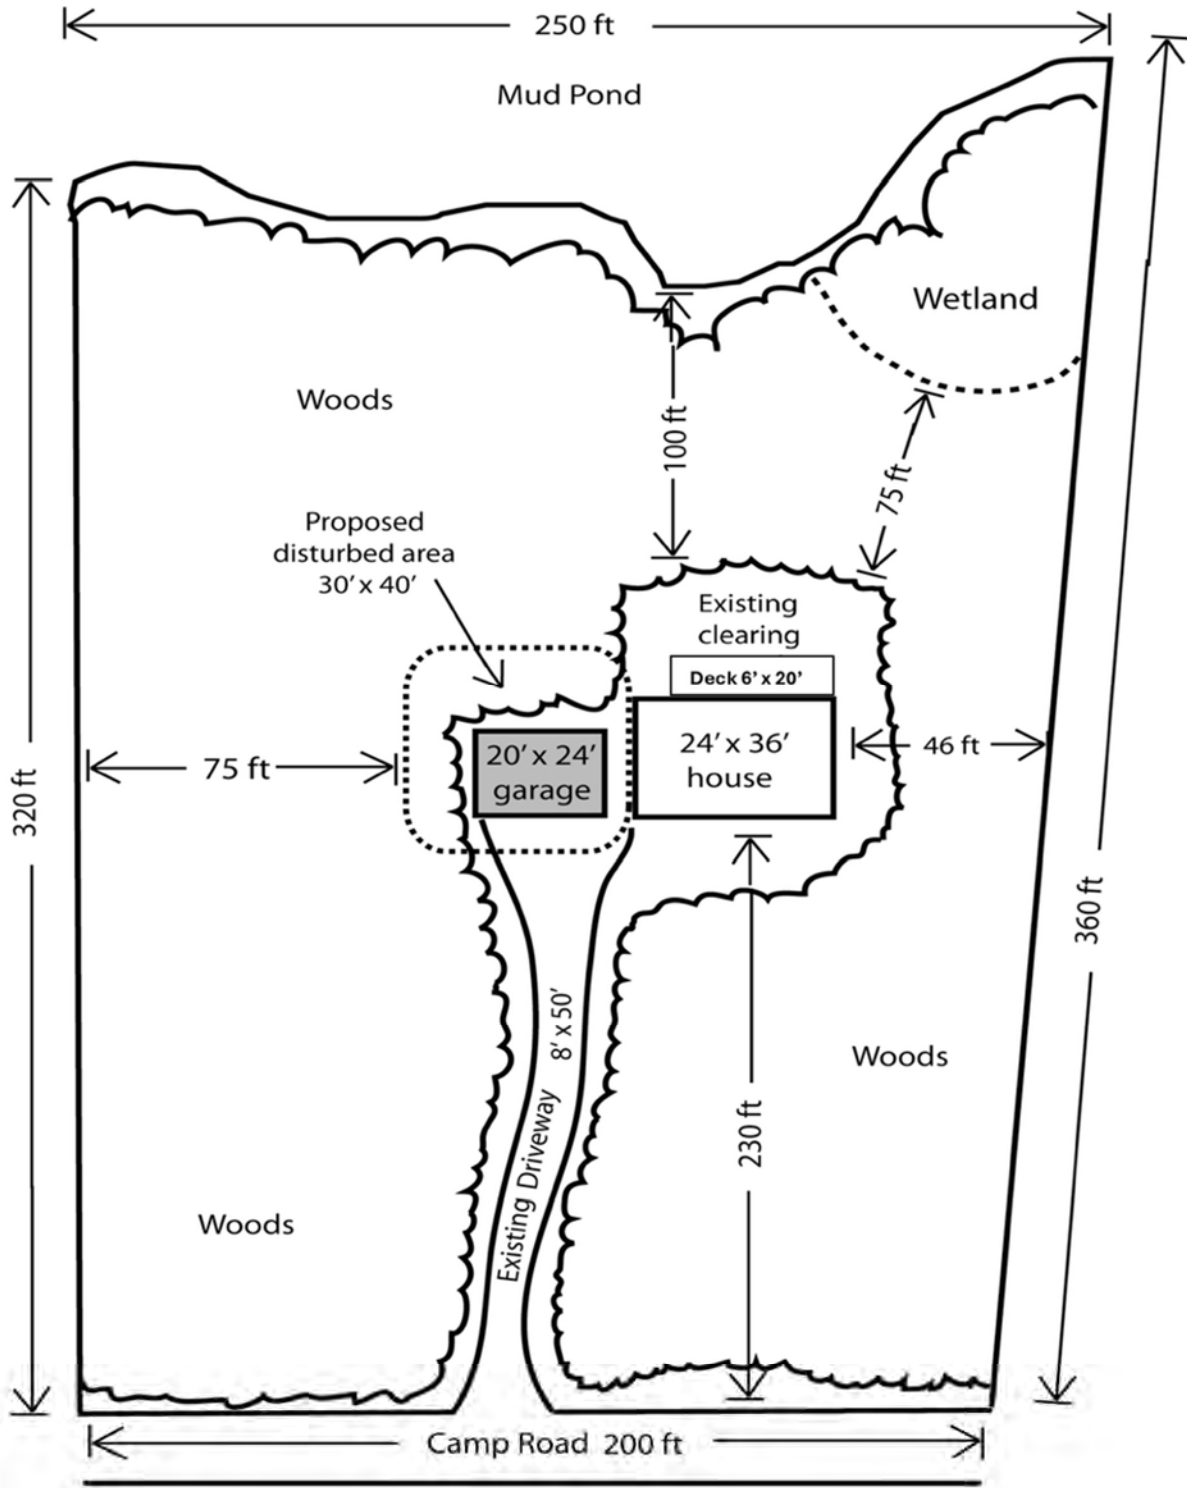 250 ft
Mud Pond
Wetland
Woods
100 ft
75 ft
Proposed
disturbed area
30' x 40'
Existing
clearing
Deck 6' x 20'
20' x 24'
garage
24' x 36'
house
75 ft
46 ft
320 ft
360 ft
8' x 50'
Existing Driveway
230 ft
Woods
Woods
Camp Road 200 ft